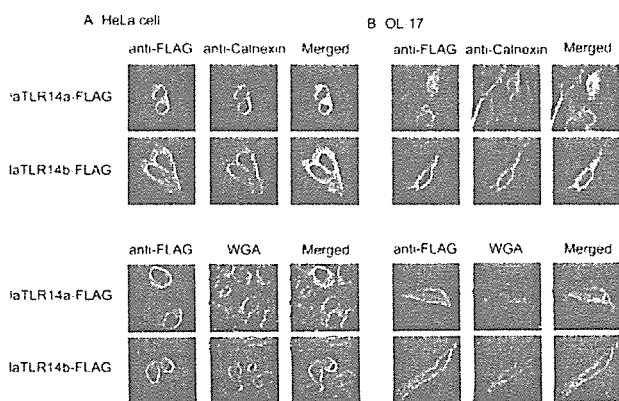 A HeLa cell
B OL 17
anti-FLAG anti-Calnexin Merged anti-FLAG anti-Calnexin Merged
laTLR14a-FLAG
laTLR14b-FLAG
anti-FLAG WGA Merged anti-FLAG WGA Merged
laTLR14a-FLAG
laTLR14b-FLAG